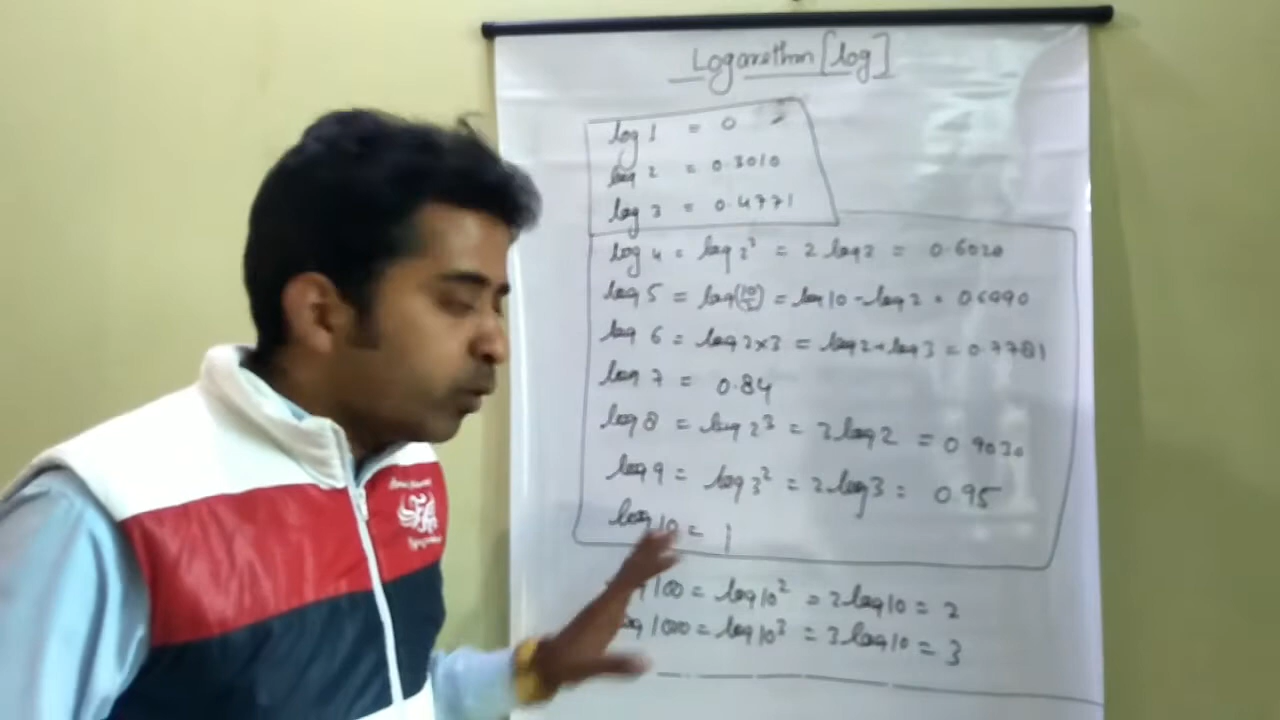 Logarethm [log]
log 1 = 0
log 2 = 0.3010
log 3 = 0.4771
log 4 = log 2² = 2 log 2 = 0.6020
log 5 = log(10/2) = log 10 - log 2 = 0.6990
log 6 = log 2×3 = log 2 + log 3 = 0.7781
log 7 = 0.84
log 8 = log 2³ = 3 log 2 = 0.9030
log 9 = log 3² = 2 log 3 = 0.95
log 10 = 1
100 = log 10² = 2 log 10 = 2
1000 = log 10³ = 3 log 10 = 3